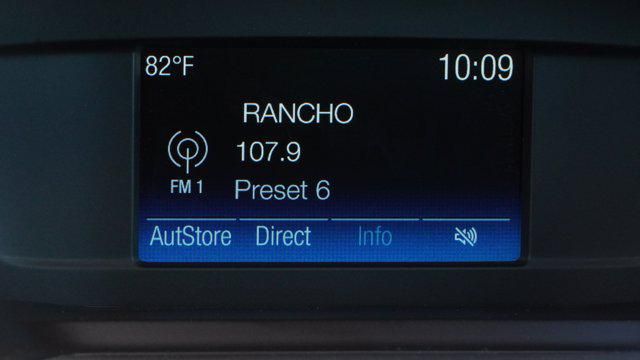 82°F 10:09
RANCHO
107.9
FM 1 Preset 6
AutStore Direct Info